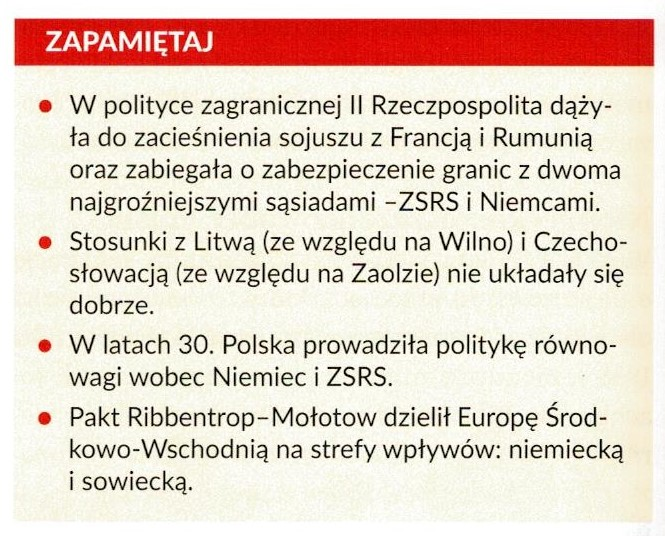 ZAPAMIĘTAJ
• W polityce zagranicznej II Rzeczpospolita dąży-
ła do zacieśnienia sojuszu z Francją i Rumunią
oraz zabiegała o zabezpieczenie granic z dwoma
najgroźniejszymi sąsiadami –ZSRS i Niemcami.
• Stosunki z Litwą (ze względu na Wilno) i Czecho-
słowacją (ze względu na Zaolzie) nie układały się
dobrze.
• W latach 30. Polska prowadziła politykę równo-
wagi wobec Niemiec i ZSRS.
• Pakt Ribbentrop–Mołotow dzielił Europę Środ-
kowo-Wschodnią na strefy wpływów: niemiecką
i sowiecką.